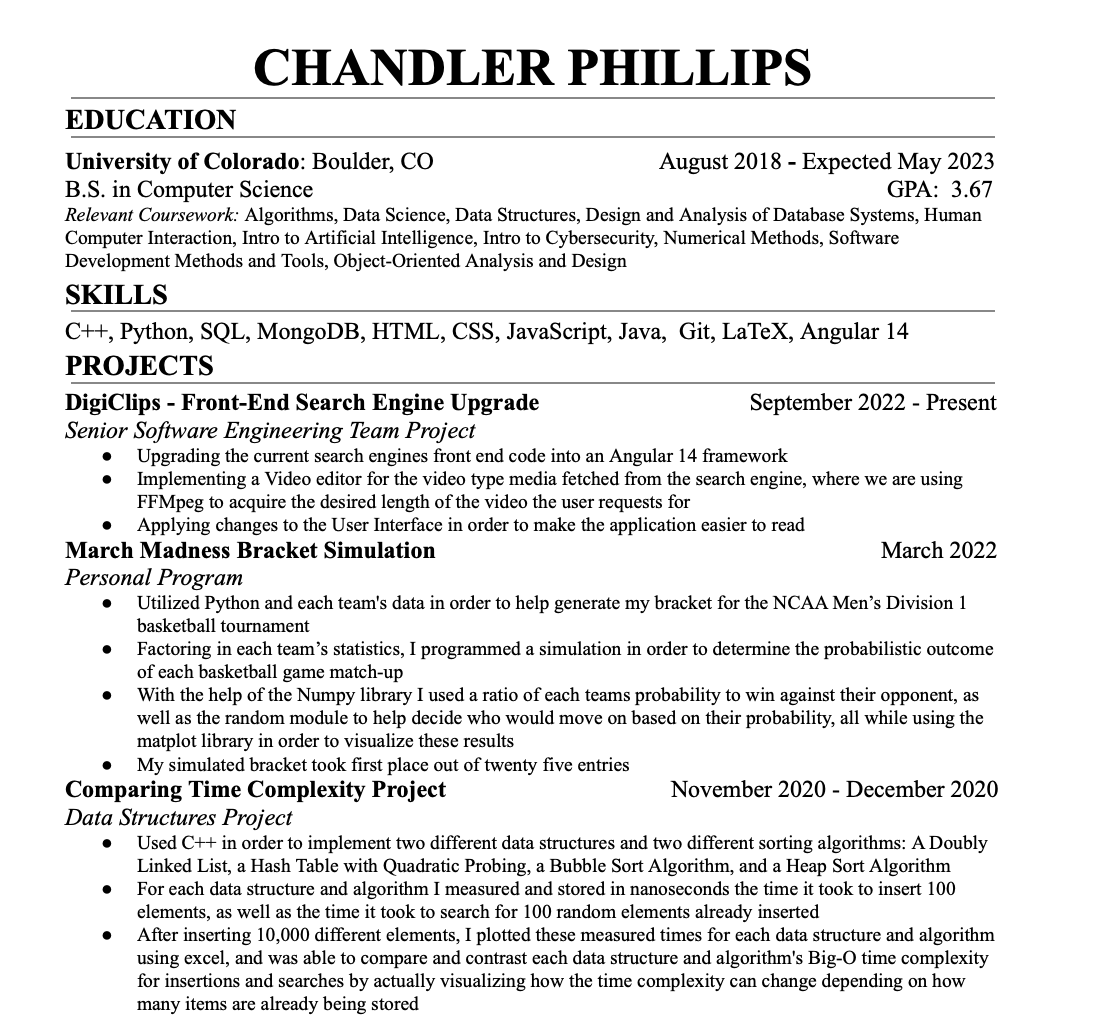 CHANDLER PHILLIPS
EDUCATION
University of Colorado: Boulder, CO August 2018 - Expected May 2023
B.S. in Computer Science GPA:  3.67
Relevant Coursework: Algorithms, Data Science, Data Structures, Design and Analysis of Database Systems, Human
Computer Interaction, Intro to Artificial Intelligence, Intro to Cybersecurity, Numerical Methods, Software
Development Methods and Tools, Object-Oriented Analysis and Design
SKILLS
C++, Python, SQL, MongoDB, HTML, CSS, JavaScript, Java,  Git, LaTeX, Angular 14
PROJECTS
DigiClips - Front-End Search Engine Upgrade September 2022 - Present
Senior Software Engineering Team Project
● Upgrading the current search engines front end code into an Angular 14 framework
● Implementing a Video editor for the video type media fetched from the search engine, where we are using
FFMpeg to acquire the desired length of the video the user requests for
● Applying changes to the User Interface in order to make the application easier to read
March Madness Bracket Simulation March 2022
Personal Program
● Utilized Python and each team's data in order to help generate my bracket for the NCAA Men’s Division 1
basketball tournament
● Factoring in each team’s statistics, I programmed a simulation in order to determine the probabilistic outcome
of each basketball game match-up
● With the help of the Numpy library I used a ratio of each teams probability to win against their opponent, as
well as the random module to help decide who would move on based on their probability, all while using the
matplot library in order to visualize these results
● My simulated bracket took first place out of twenty five entries
Comparing Time Complexity Project November 2020 - December 2020
Data Structures Project
● Used C++ in order to implement two different data structures and two different sorting algorithms: A Doubly
Linked List, a Hash Table with Quadratic Probing, a Bubble Sort Algorithm, and a Heap Sort Algorithm
● For each data structure and algorithm I measured and stored in nanoseconds the time it took to insert 100
elements, as well as the time it took to search for 100 random elements already inserted
● After inserting 10,000 different elements, I plotted these measured times for each data structure and algorithm
using excel, and was able to compare and contrast each data structure and algorithm's Big-O time complexity
for insertions and searches by actually visualizing how the time complexity can change depending on how
many items are already being stored